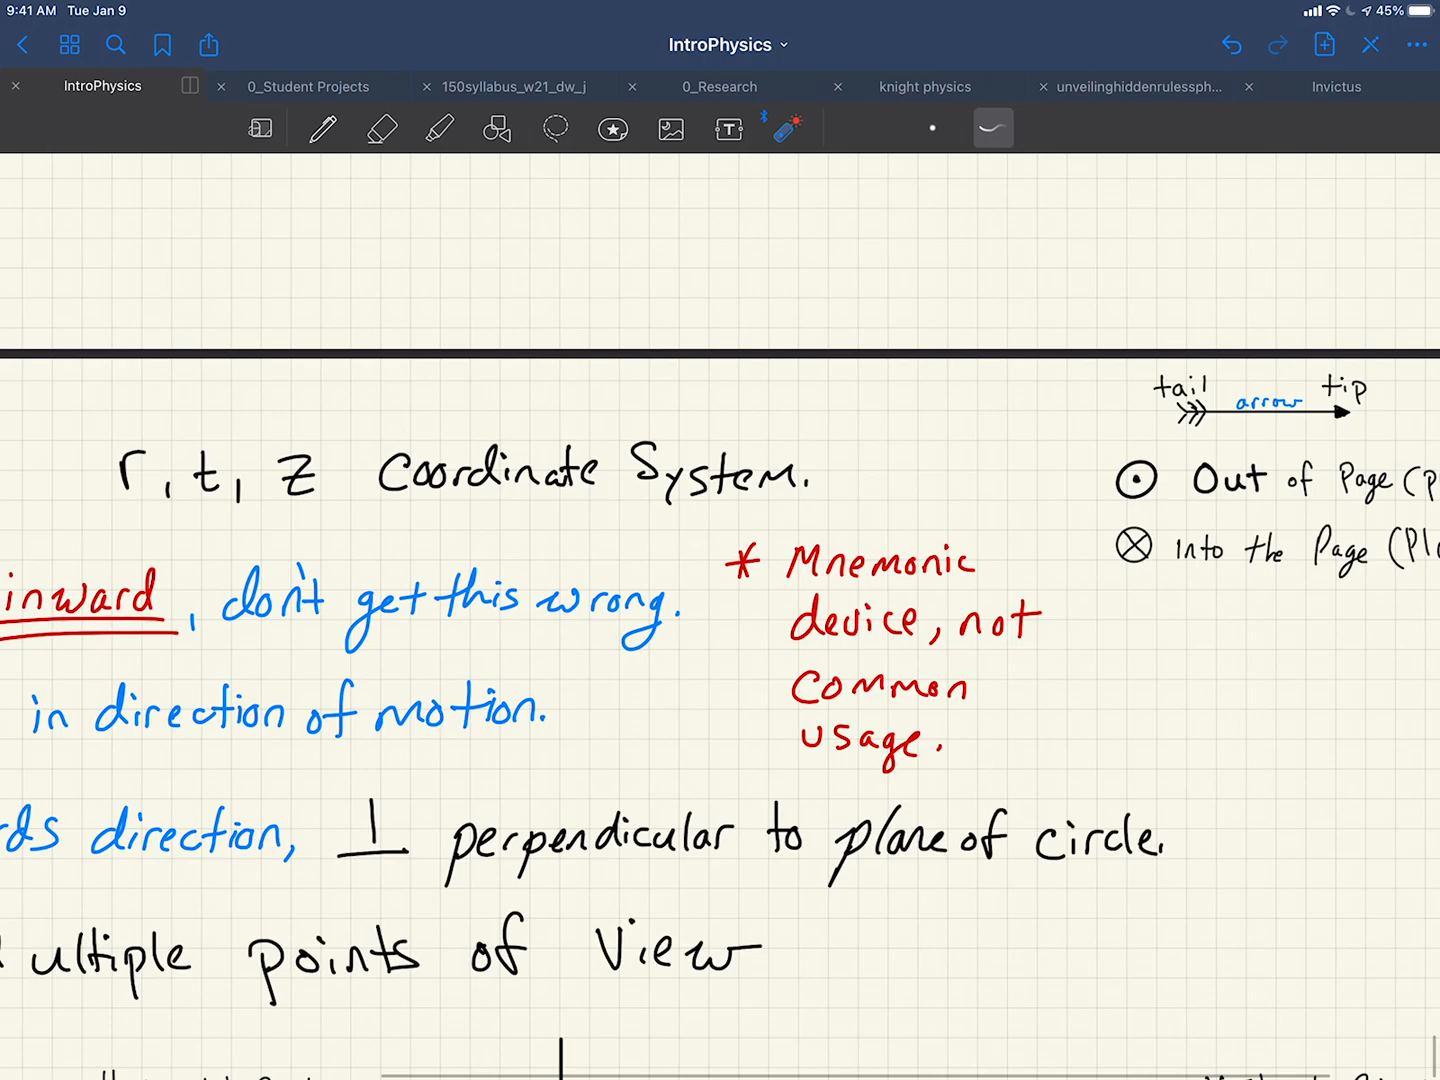 9:41 AM Tue Jan 9
45%
IntroPhysics
IntroPhysics
0_Student Projects
150syllabus_w21_dw_j
0_Research
knight physics
unveilinghiddenrulessph...
Invictus
tail arrow tip
r, t, z Coordinate System.
Out of Page (P
Into the Page (Pl
inward, don't get this wrong.
* Mnemonic
device, not
common
usage.
in direction of motion.
rds direction, ⊥ perpendicular to plane of circle.
ultiple points of View